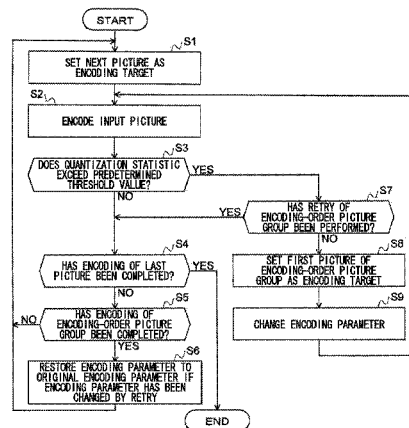 START
S1
SET NEXT PICTURE AS
ENCODING TARGET
S2
ENCODE INPUT PICTURE
S3
DOES QUANTIZATION STATISTIC
EXCEED PREDETERMINED
THRESHOLD VALUE?
YES
NO
S7
HAS RETRY OF
ENCODING-ORDER PICTURE
GROUP BEEN PERFORMED?
YES
NO
S8
SET FIRST PICTURE OF
ENCODING-ORDER PICTURE
GROUP AS ENCODING TARGET
S9
CHANGE ENCODING PARAMETER
S4
HAS ENCODING OF LAST
PICTURE BEEN COMPLETED?
YES
NO
S5
HAS ENCODING OF
ENCODING-ORDER PICTURE
GROUP BEEN COMPLETED?
NO
YES
S6
RESTORE ENCODING PARAMETER TO
ORIGINAL ENCODING PARAMETER IF
ENCODING PARAMETER HAS BEEN
CHANGED BY RETRY
END